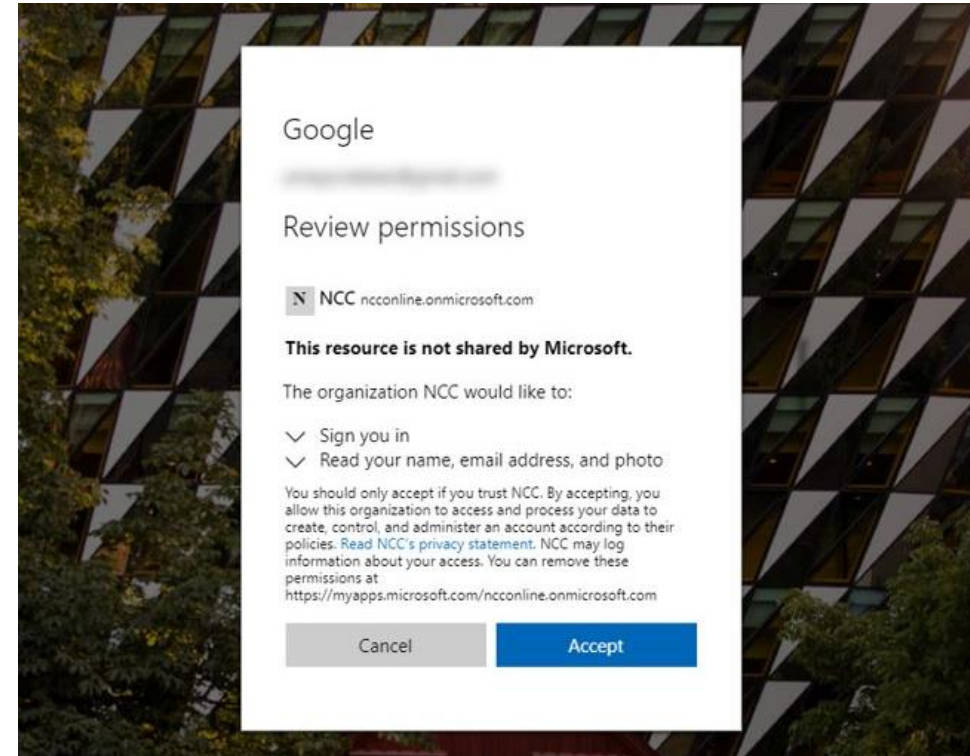 Google
Review permissions
N NCC ncconline.onmicrosoft.com
This resource is not shared by Microsoft.
The organization NCC would like to:
Sign you in
Read your name, email address, and photo
You should only accept if you trust NCC. By accepting, you
allow this organization to access and process your data to
create, control, and administer an account according to their
policies. Read NCC's privacy statement. NCC may log
information about your access. You can remove these
permissions at
https://myapps.microsoft.com/ncconline.onmicrosoft.com
Cancel Accept